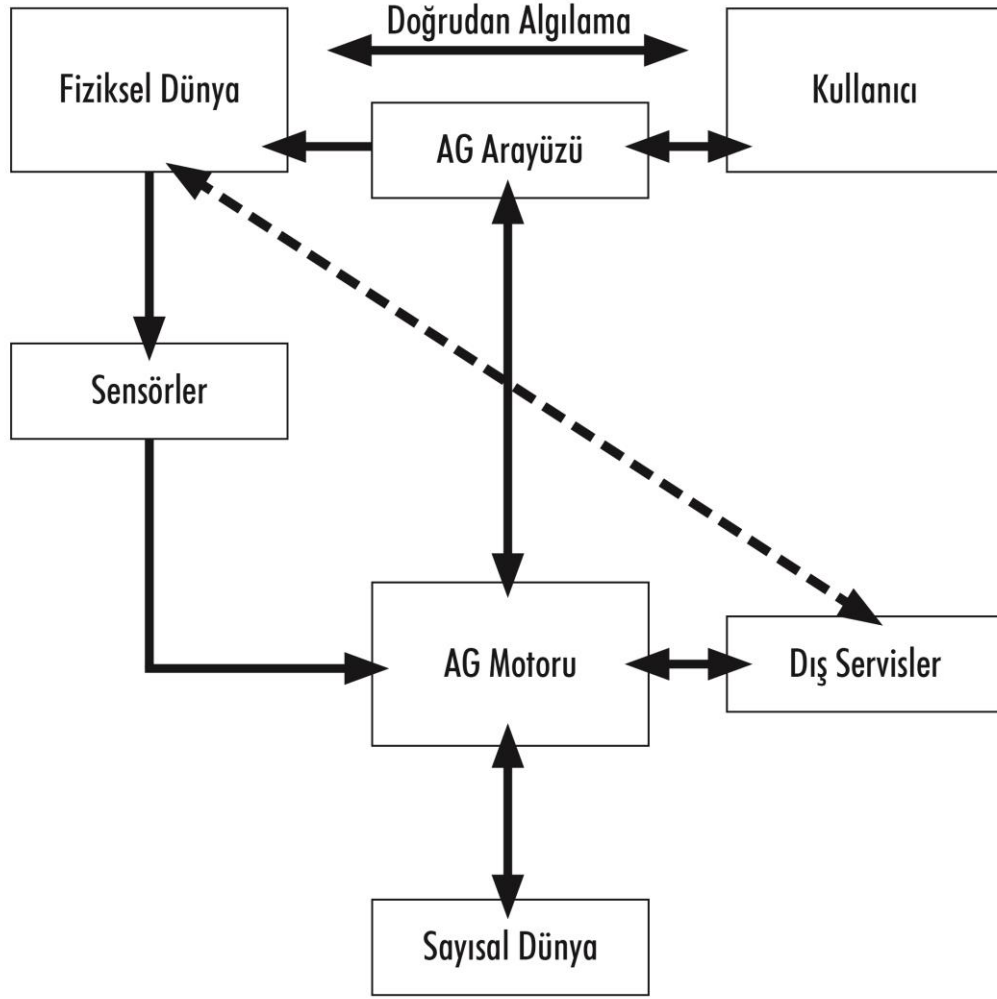 Doğrudan Algılama
Fiziksel Dünya
Kullanıcı
AG Arayüzü
Sensörler
AG Motoru
Dış Servisler
Sayısal Dünya